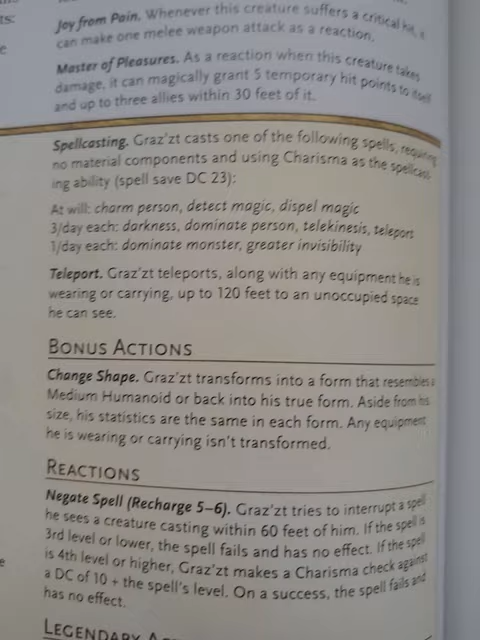 ts:
Joy from Pain. Whenever this creature suffers a critical hit, it
can make one melee weapon attack as a reaction.
e
Master of Pleasures. As a reaction when this creature takes
damage, it can magically grant 5 temporary hit points to itself
and up to three allies within 30 feet of it.
Spellcasting. Graz'zt casts one of the following spells, requiring
no material components and using Charisma as the spellcast-
ing ability (spell save DC 23):
At will: charm person, detect magic, dispel magic
3/day each: darkness, dominate person, telekinesis, teleport
1/day each: dominate monster, greater invisibility
Teleport. Graz'zt teleports, along with any equipment he is
wearing or carrying, up to 120 feet to an unoccupied space
he can see.
BONUS ACTIONS
Change Shape. Graz'zt transforms into a form that resembles a
Medium Humanoid or back into his true form. Aside from his
size, his statistics are the same in each form. Any equipment
he is wearing or carrying isn't transformed.
REACTIONS
Negate Spell (Recharge 5–6). Graz'zt tries to interrupt a spell
he sees a creature casting within 60 feet of him. If the spell is
3rd level or lower, the spell fails and has no effect. If the spell
is 4th level or higher, Graz'zt makes a Charisma check against
a DC of 10 + the spell's level. On a success, the spell fails and
has no effect.
e
LEGENDARY